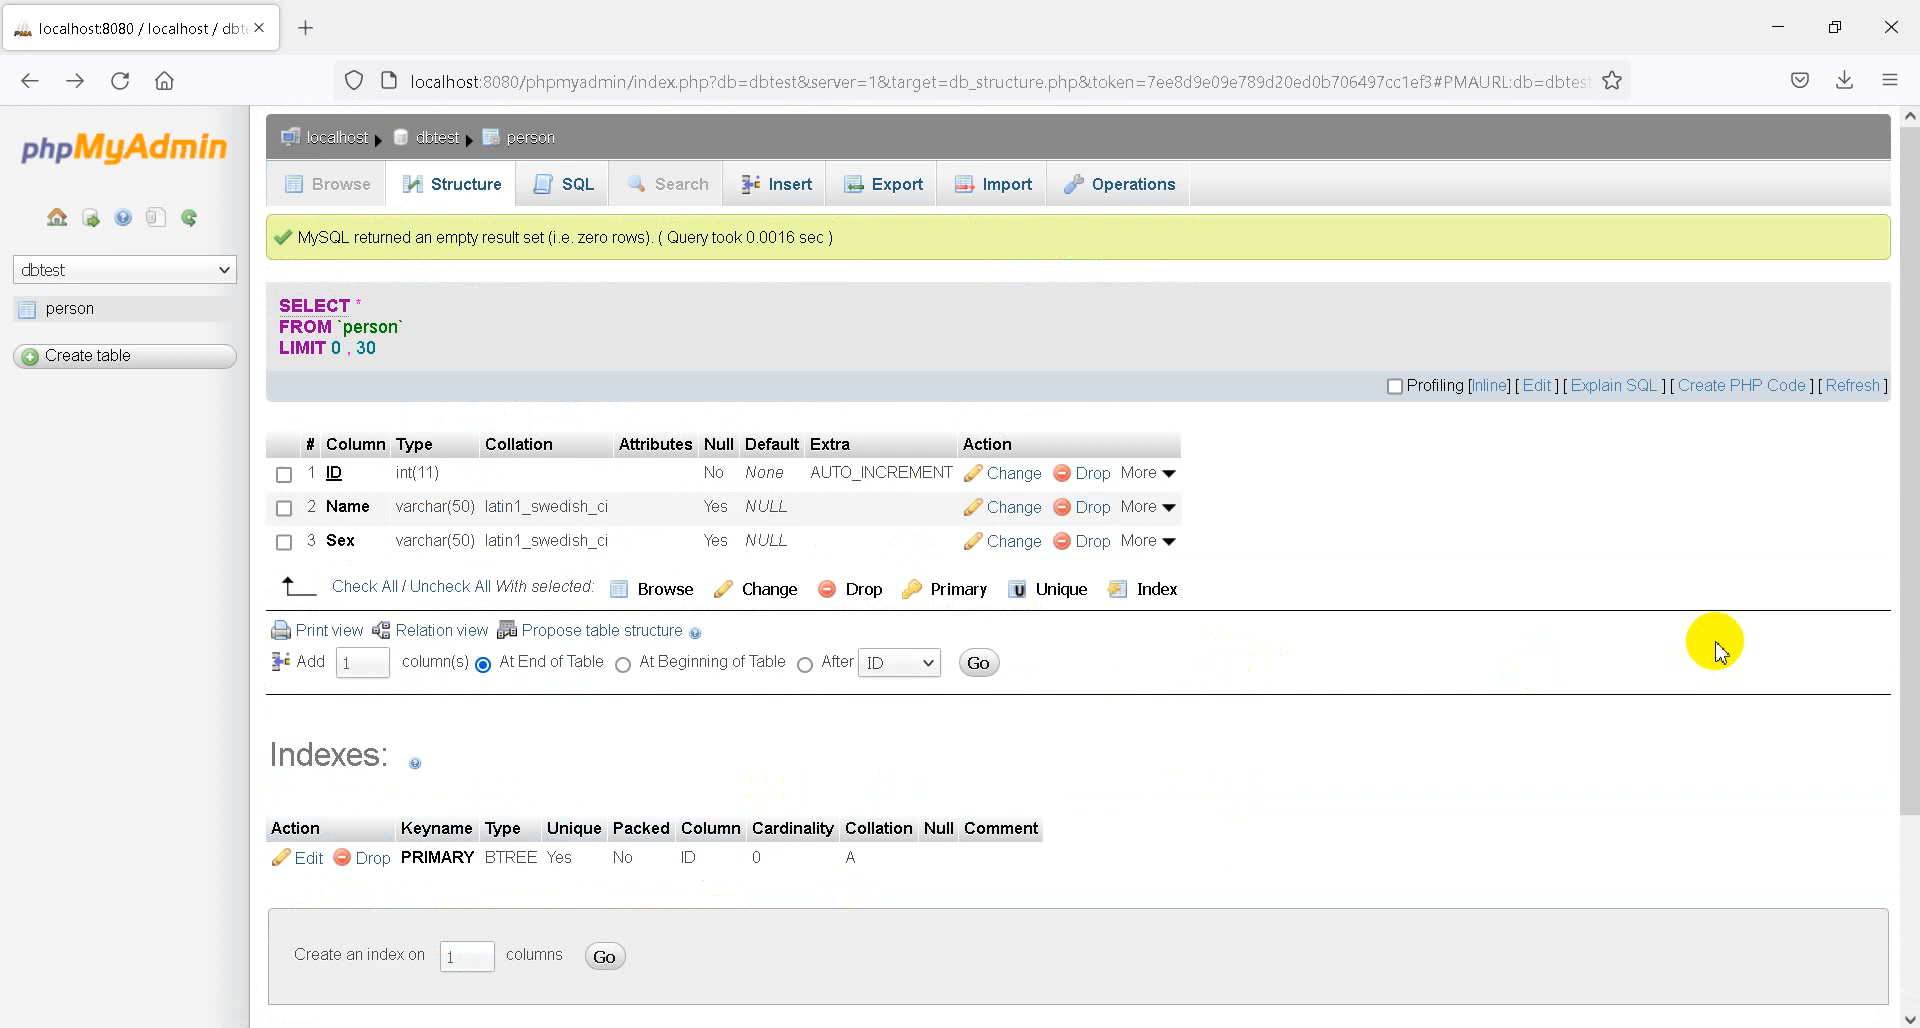 localhost:8080 / localhost / dbte
localhost:8080/phpmyadmin/index.php?db=dbtest&server=1&target=db_structure.php&token=7ee8d9e09e789d20ed0b706497cc1ef3#PMAURL:db=dbtest
phpMyAdmin
dbtest
person
Create table
localhost dbtest person
Browse Structure SQL Search Insert Export Import Operations
MySQL returned an empty result set (i.e. zero rows). ( Query took 0.0016 sec )
SELECT *
FROM `person`
LIMIT 0 , 30
Profiling [Inline] [ Edit ] [ Explain SQL ] [ Create PHP Code ] [ Refresh ]
# Column Type Collation Attributes Null Default Extra Action
1 ID int(11) No None AUTO_INCREMENT Change Drop More
2 Name varchar(50) latin1_swedish_ci Yes NULL Change Drop More
3 Sex varchar(50) latin1_swedish_ci Yes NULL Change Drop More
Check All / Uncheck All With selected: Browse Change Drop Primary U Unique Index
Print view Relation view Propose table structure
Add 1 column(s) At End of Table At Beginning of Table After ID Go
Indexes:
Action Keyname Type Unique Packed Column Cardinality Collation Null Comment
Edit Drop PRIMARY BTREE Yes No ID 0 A
Create an index on 1 columns Go